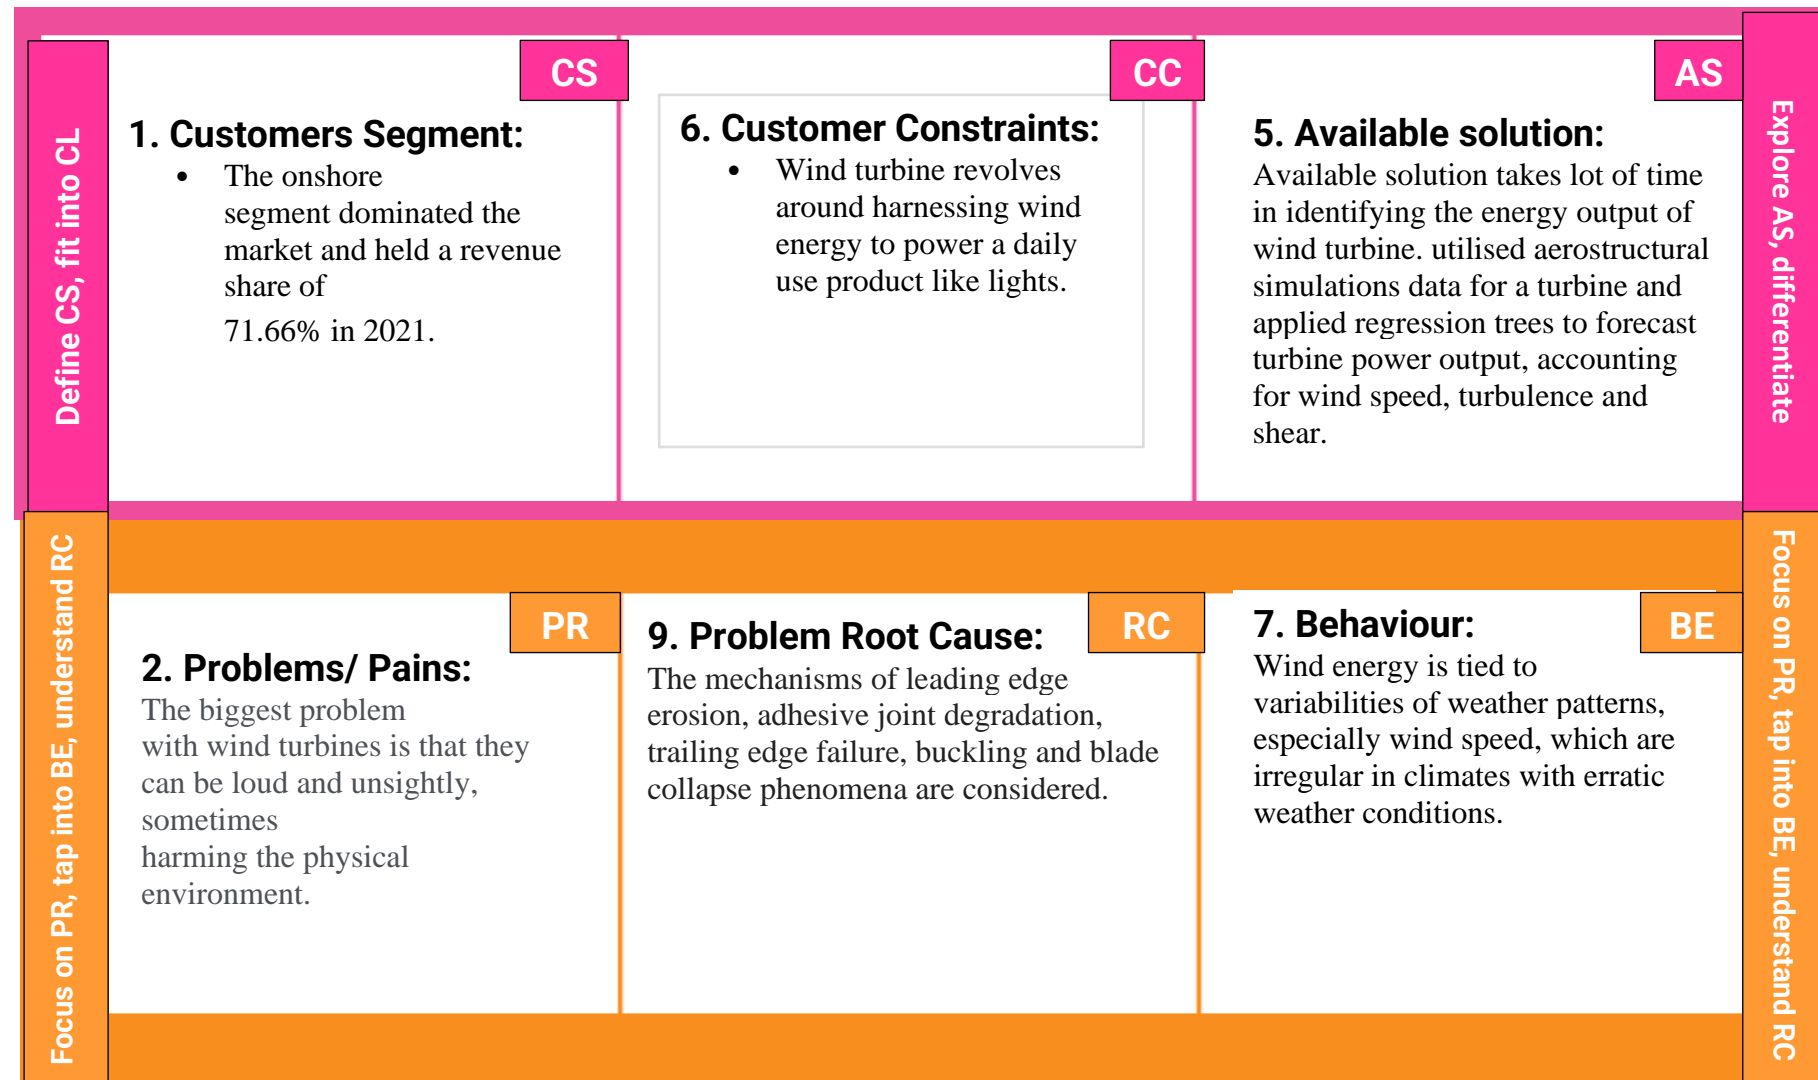 Define CS, fit into CL
CS
1. Customers Segment:
• The onshore
segment dominated the
market and held a revenue
share of
71.66% in 2021.
CC
6. Customer Constraints:
• Wind turbine revolves
around harnessing wind
energy to power a daily
use product like lights.
AS
5. Available solution:
Available solution takes lot of time
in identifying the energy output of
wind turbine. utilised aerostructural
simulations data for a turbine and
applied regression trees to forecast
turbine power output, accounting
for wind speed, turbulence and
shear.
Explore AS, differentiate
Focus on PR, tap into BE, understand RC
PR
2. Problems/ Pains:
The biggest problem
with wind turbines is that they
can be loud and unsightly,
sometimes
harming the physical
environment.
RC
9. Problem Root Cause:
The mechanisms of leading edge
erosion, adhesive joint degradation,
trailing edge failure, buckling and blade
collapse phenomena are considered.
BE
7. Behaviour:
Wind energy is tied to
variabilities of weather patterns,
especially wind speed, which are
irregular in climates with erratic
weather conditions.
Focus on PR, tap into BE, understand RC